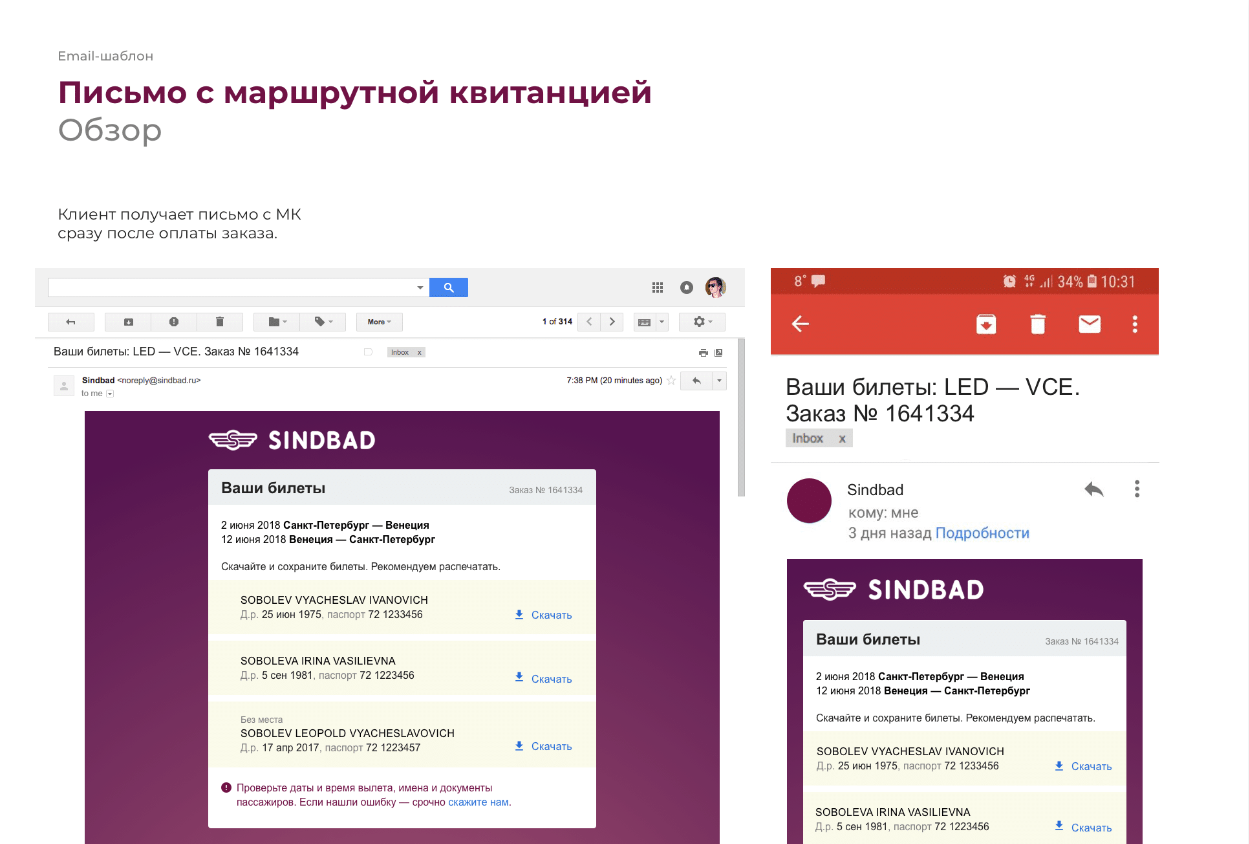 Email-шаблон
Письмо с маршрутной квитанцией
Обзор
Клиент получает письмо с МК
сразу после оплаты заказа.
More
1 of 314
Ваши билеты: LED — VCE. Заказ № 1641334
Inbox x
Sindbad <noreply@sindbad.ru>
7:38 PM (20 minutes ago)
to me
SINDBAD
Ваши билеты
Заказ № 1641334
2 июня 2018 Санкт-Петербург — Венеция
12 июня 2018 Венеция — Санкт-Петербург
Скачайте и сохраните билеты. Рекомендуем распечатать.
SOBOLEV VYACHESLAV IVANOVICH
Д.р. 25 июн 1975, паспорт 72 1233456
Скачать
SOBOLEVA IRINA VASILIEVNA
Д.р. 5 сен 1981, паспорт 72 1223456
Скачать
Без места
SOBOLEV LEOPOLD VYACHESLAVOVICH
Д.р. 17 апр 2017, паспорт 72 1223457
Скачать
Проверьте даты и время вылета, имена и документы
пассажиров. Если нашли ошибку — срочно скажите нам.
8° 4G 34% 10:31
Ваши билеты: LED — VCE.
Заказ № 1641334
Inbox x
Sindbad
кому: мне
3 дня назад Подробности
SINDBAD
Ваши билеты
Заказ № 1641334
2 июня 2018 Санкт-Петербург — Венеция
12 июня 2018 Венеция — Санкт-Петербург
Скачайте и сохраните билеты. Рекомендуем распечатать.
SOBOLEV VYACHESLAV IVANOVICH
Д.р. 25 июн 1975, паспорт 72 1233456
Скачать
SOBOLEVA IRINA VASILIEVNA
Д.р. 5 сен 1981, паспорт 72 1223456
Скачать